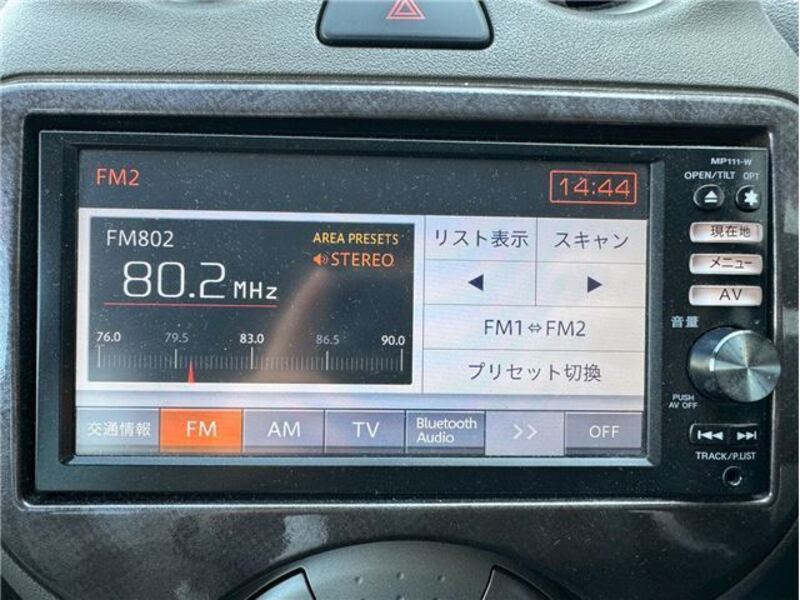 MP111-W
OPEN/TILT OPT
FM2
14:44
FM802
AREA PRESETS
STEREO
80.2 MHz
76.0 79.5 83.0 86.5 90.0
リスト表示 スキャン
◀ ▶
FM1⇔FM2
プリセット切換
交通情報 FM AM TV Bluetooth Audio >> OFF
現在地
メニュー
AV
音量
PUSH
AV OFF
TRACK/P.LIST